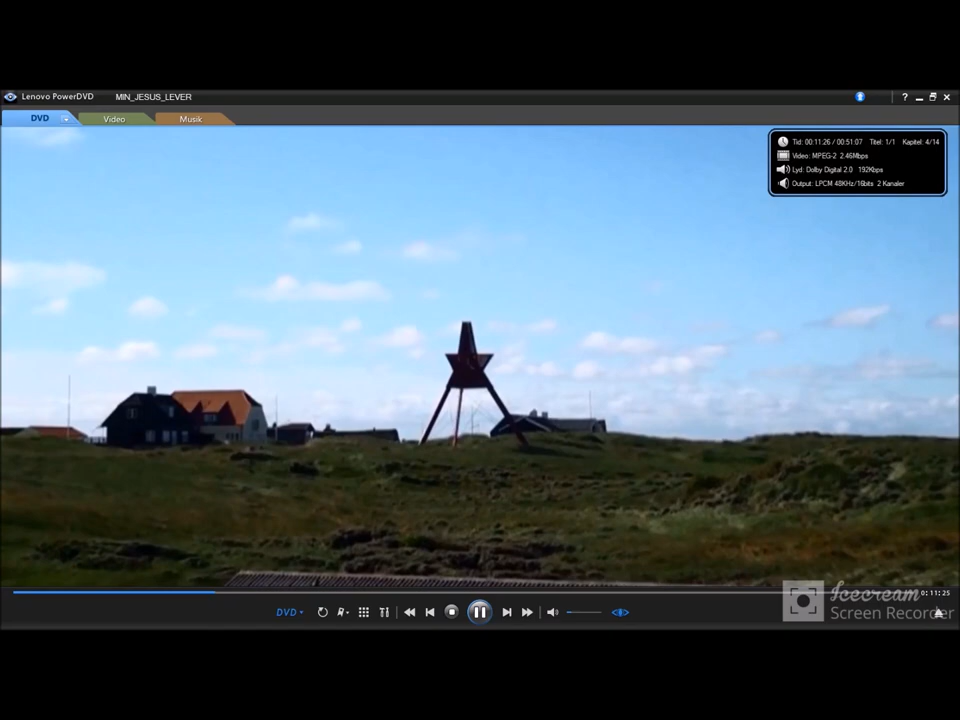 Lenovo PowerDVD MIN_JESUS_LEVER
?
DVD Video Musik
Tid: 00:11:26 / 00:51:07 Titel: 1/1 Kapitel: 4/14
Video: MPEG-2 2.46Mbps
Lyd: Dolby Digital 2.0 192Kbps
Output: LPCM 48KHz/16bits 2 Kanaler
0:11:25
DVD
Icecream
Screen Recorder